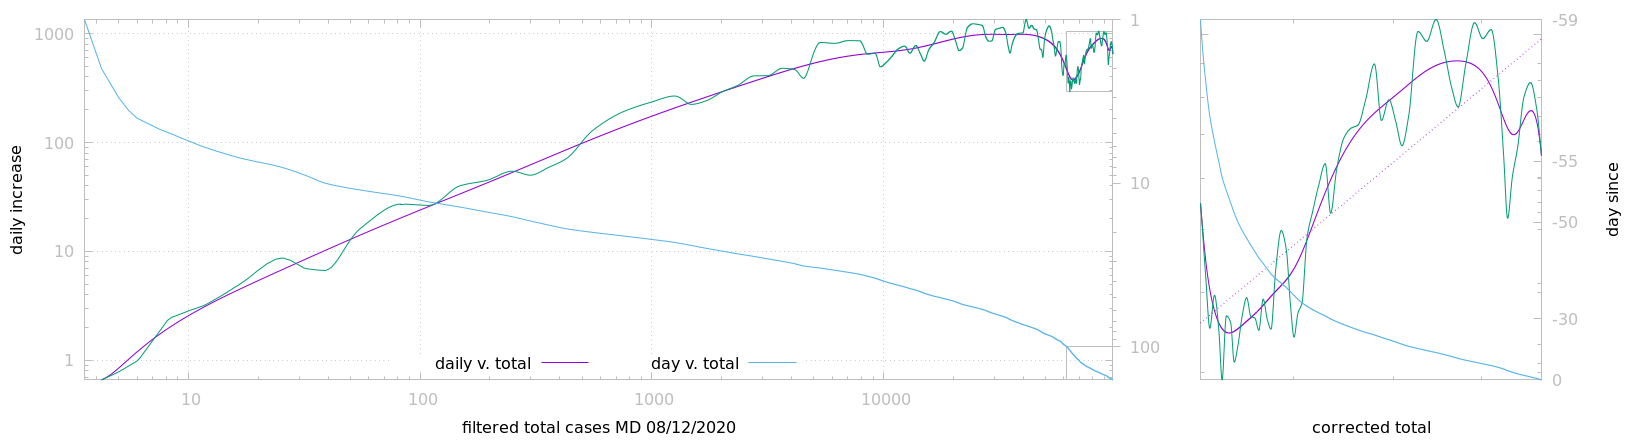 1000
100
10
1
daily increase
10
100
1000
10000
filtered total cases MD 08/12/2020
daily v. total
day v. total
1
10
100
-59
-55
-50
-30
0
day since
corrected total